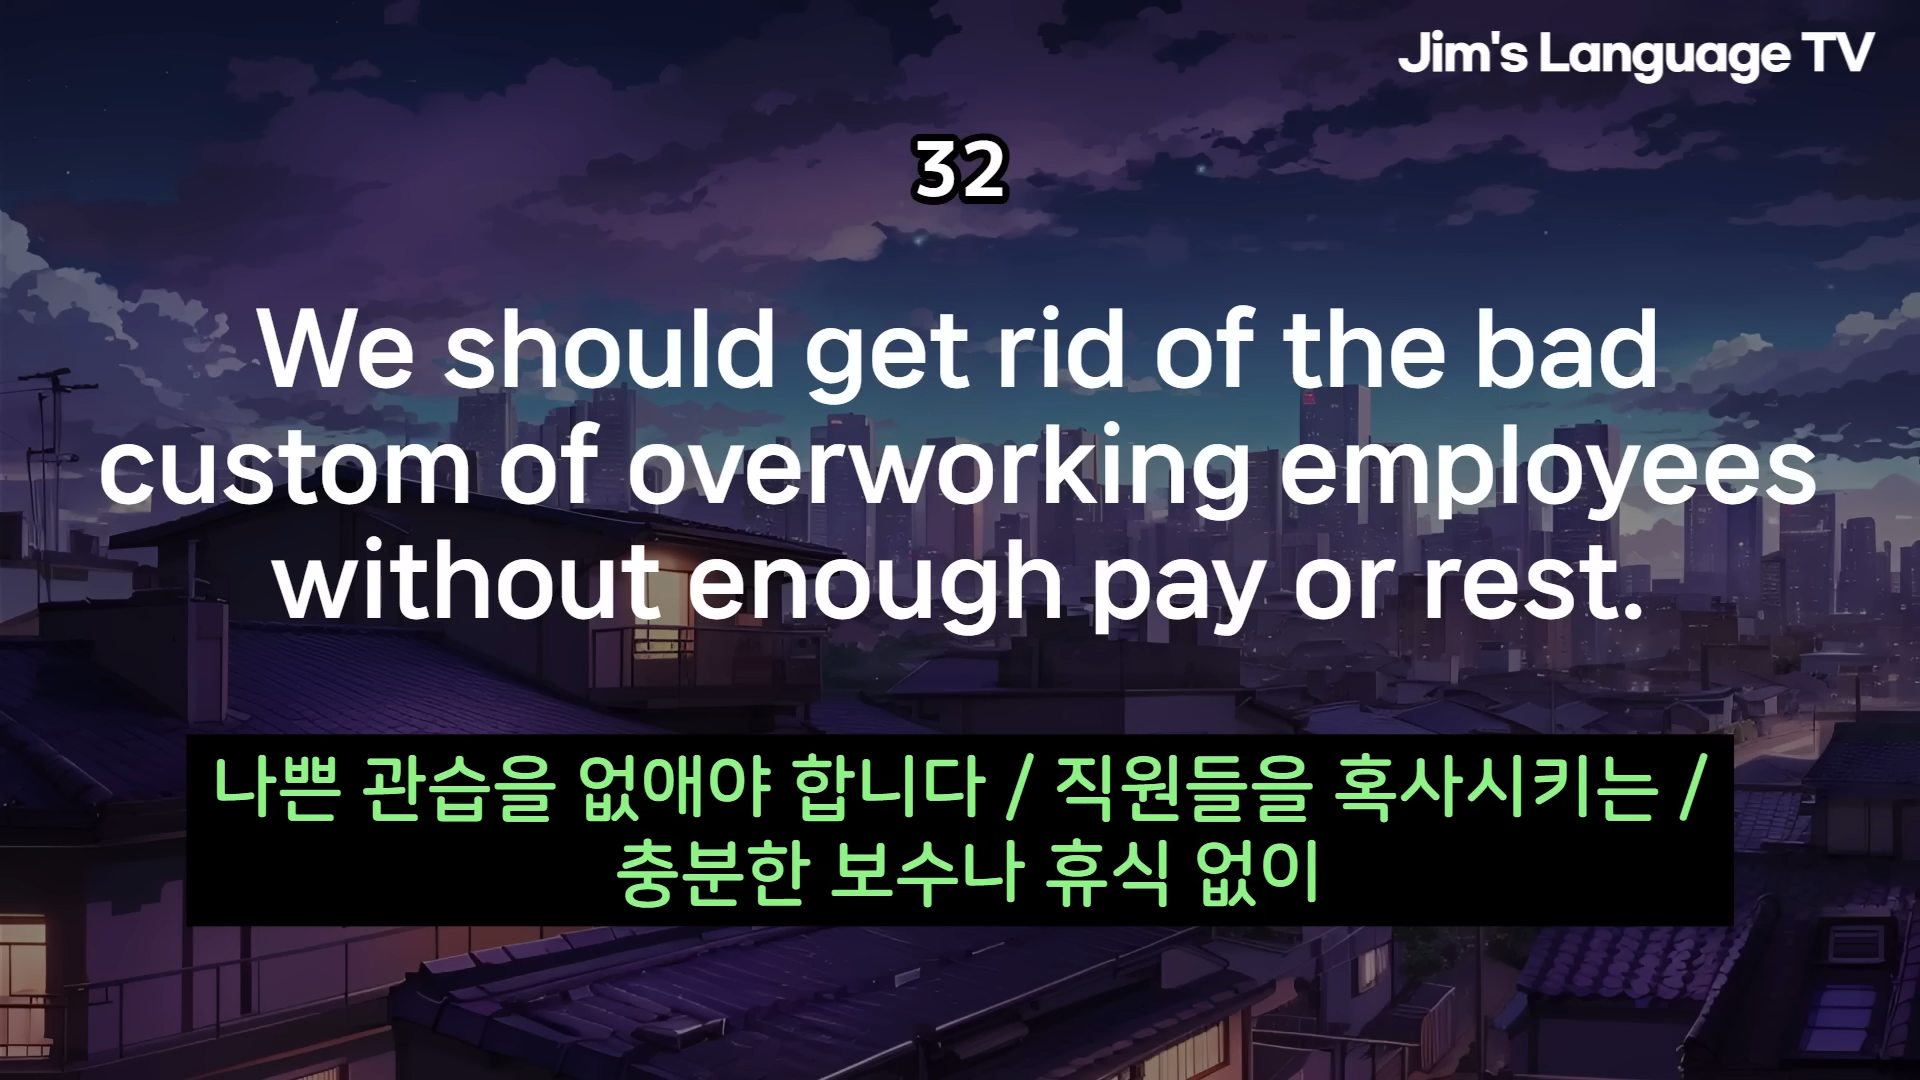 Jim's Language TV
32
We should get rid of the bad
custom of overworking employees
without enough pay or rest.
나쁜 관습을 없애야 합니다 / 직원들을 혹사시키는 /
충분한 보수나 휴식 없이